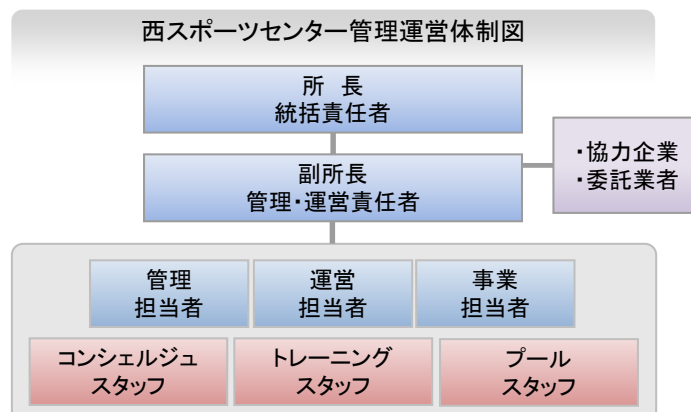 西スポーツセンター管理運営体制図
所　長
統括責任者
副所長
管理・運営責任者
・協力企業
・委託業者
管理
担当者
運営
担当者
事業
担当者
コンシェルジュ
スタッフ
トレーニング
スタッフ
プール
スタッフ